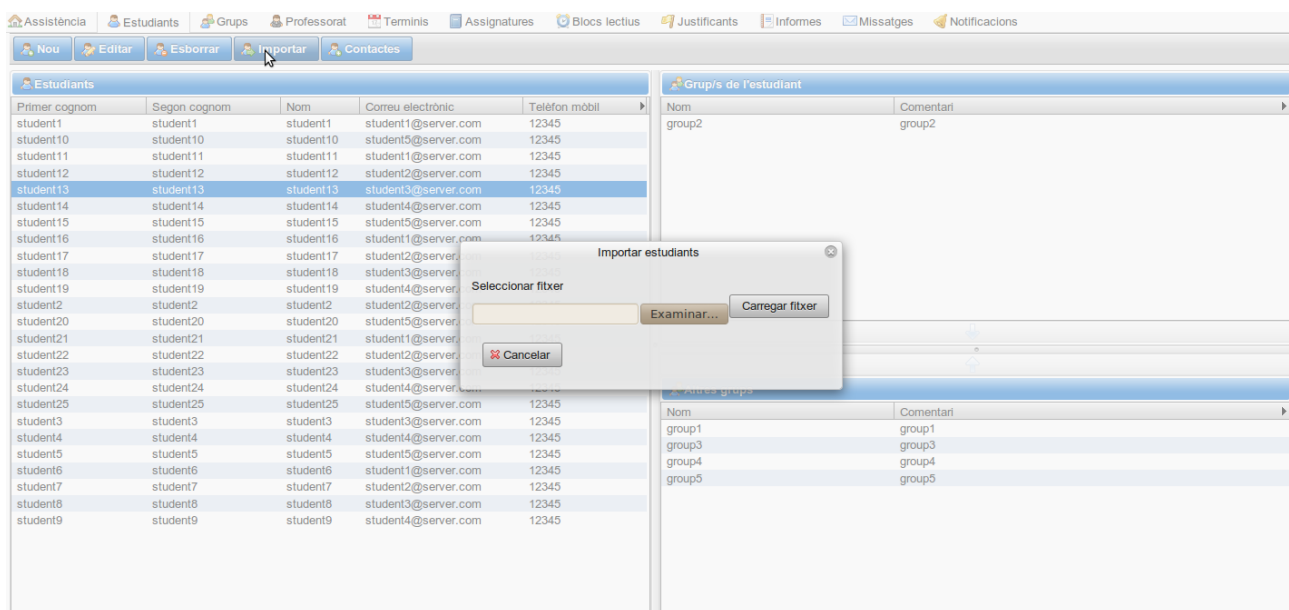 Assistència Estudiants Grups Professorat Terminis Assignatures Blocs lectius Justificants Informes Missatges Notificacions
Nou Editar Esborrar Importar Contactes
Estudiants
Primer cognom Segon cognom Nom Correu electrònic Telèfon mòbil
student1 student1 student1 student1@server.com 12345
student10 student10 student10 student5@server.com 12345
student11 student11 student11 student1@server.com 12345
student12 student12 student12 student2@server.com 12345
student13 student13 student13 student3@server.com 12345
student14 student14 student14 student4@server.com 12345
student15 student15 student15 student5@server.com 12345
student16 student16 student16 student1@server.com 12345
student17 student17 student17 student2@server.
student18 student18 student18 student3@server.
student19 student19 student19 student4@server.
student2 student2 student2 student2@server.
student20 student20 student20 student5@server.
student21 student21 student21 student1@server.
student22 student22 student22 student2@server.
student23 student23 student23 student3@server.
student24 student24 student24 student4@server.
student25 student25 student25 student5@server.com 12345
student3 student3 student3 student3@server.com 12345
student4 student4 student4 student4@server.com 12345
student5 student5 student5 student5@server.com 12345
student6 student6 student6 student1@server.com 12345
student7 student7 student7 student2@server.com 12345
student8 student8 student8 student3@server.com 12345
student9 student9 student9 student4@server.com 12345
Grup/s de l'estudiant
Nom Comentari
group2 group2
Importar estudiants
Seleccionar fitxer
Examinar... Carregar fitxer
Cancelar
Altres grups
Nom Comentari
group1 group1
group3 group3
group4 group4
group5 group5